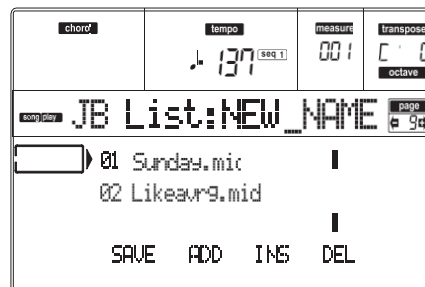 chord tempo measure transpose
♩ 137 seq 1 001 C
octave
song play JB List:NEW_NAME page 9
01 Sunday.mid
02 Likeavrg.mid
SAVE ADD INS DEL